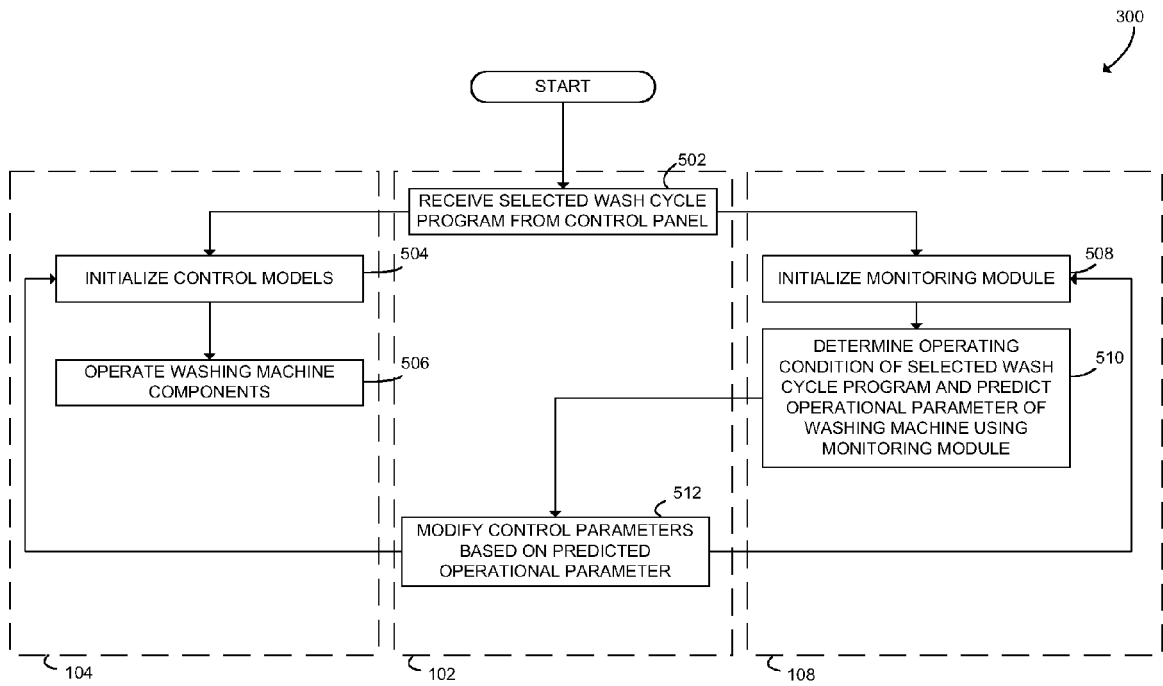 300
START
502
RECEIVE SELECTED WASH CYCLE
PROGRAM FROM CONTROL PANEL
504
INITIALIZE CONTROL MODELS
508
INITIALIZE MONITORING MODULE
506
OPERATE WASHING MACHINE
COMPONENTS
510
DETERMINE OPERATING
CONDITION OF SELECTED WASH
CYCLE PROGRAM AND PREDICT
OPERATIONAL PARAMETER OF
WASHING MACHINE USING
MONITORING MODULE
512
MODIFY CONTROL PARAMETERS
BASED ON PREDICTED
OPERATIONAL PARAMETER
104
102
108